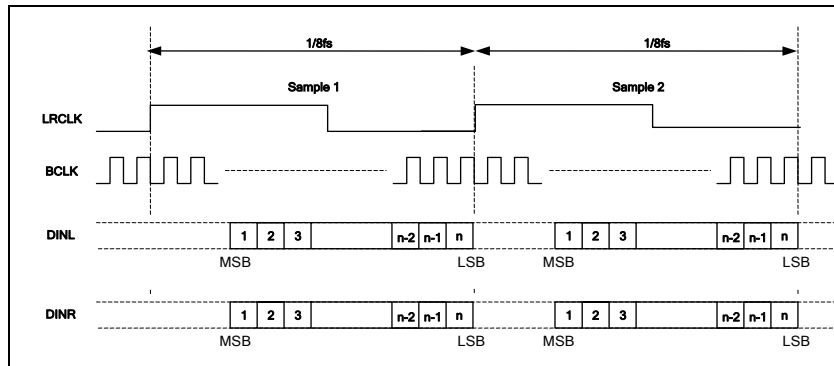 1/8fs 1/8fs
Sample 1 Sample 2
LRCLK
BCLK
DINL 1 2 3 n-2 n-1 n 1 2 3 n-2 n-1 n
MSB LSB MSB LSB
DINR 1 2 3 n-2 n-1 n 1 2 3 n-2 n-1 n
MSB LSB MSB LSB